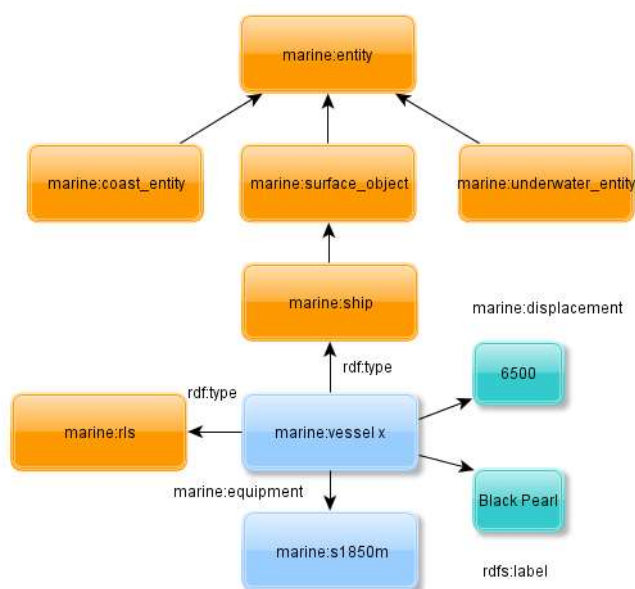 marine:entity
marine:coast_entity
marine:surface_object
marine:underwater_entity
marine:ship
marine:displacement
rdf:type
6500
rdf:type
marine:rls
marine:vessel x
marine:equipment
Black Pearl
marine:s1850m
rdfs:label